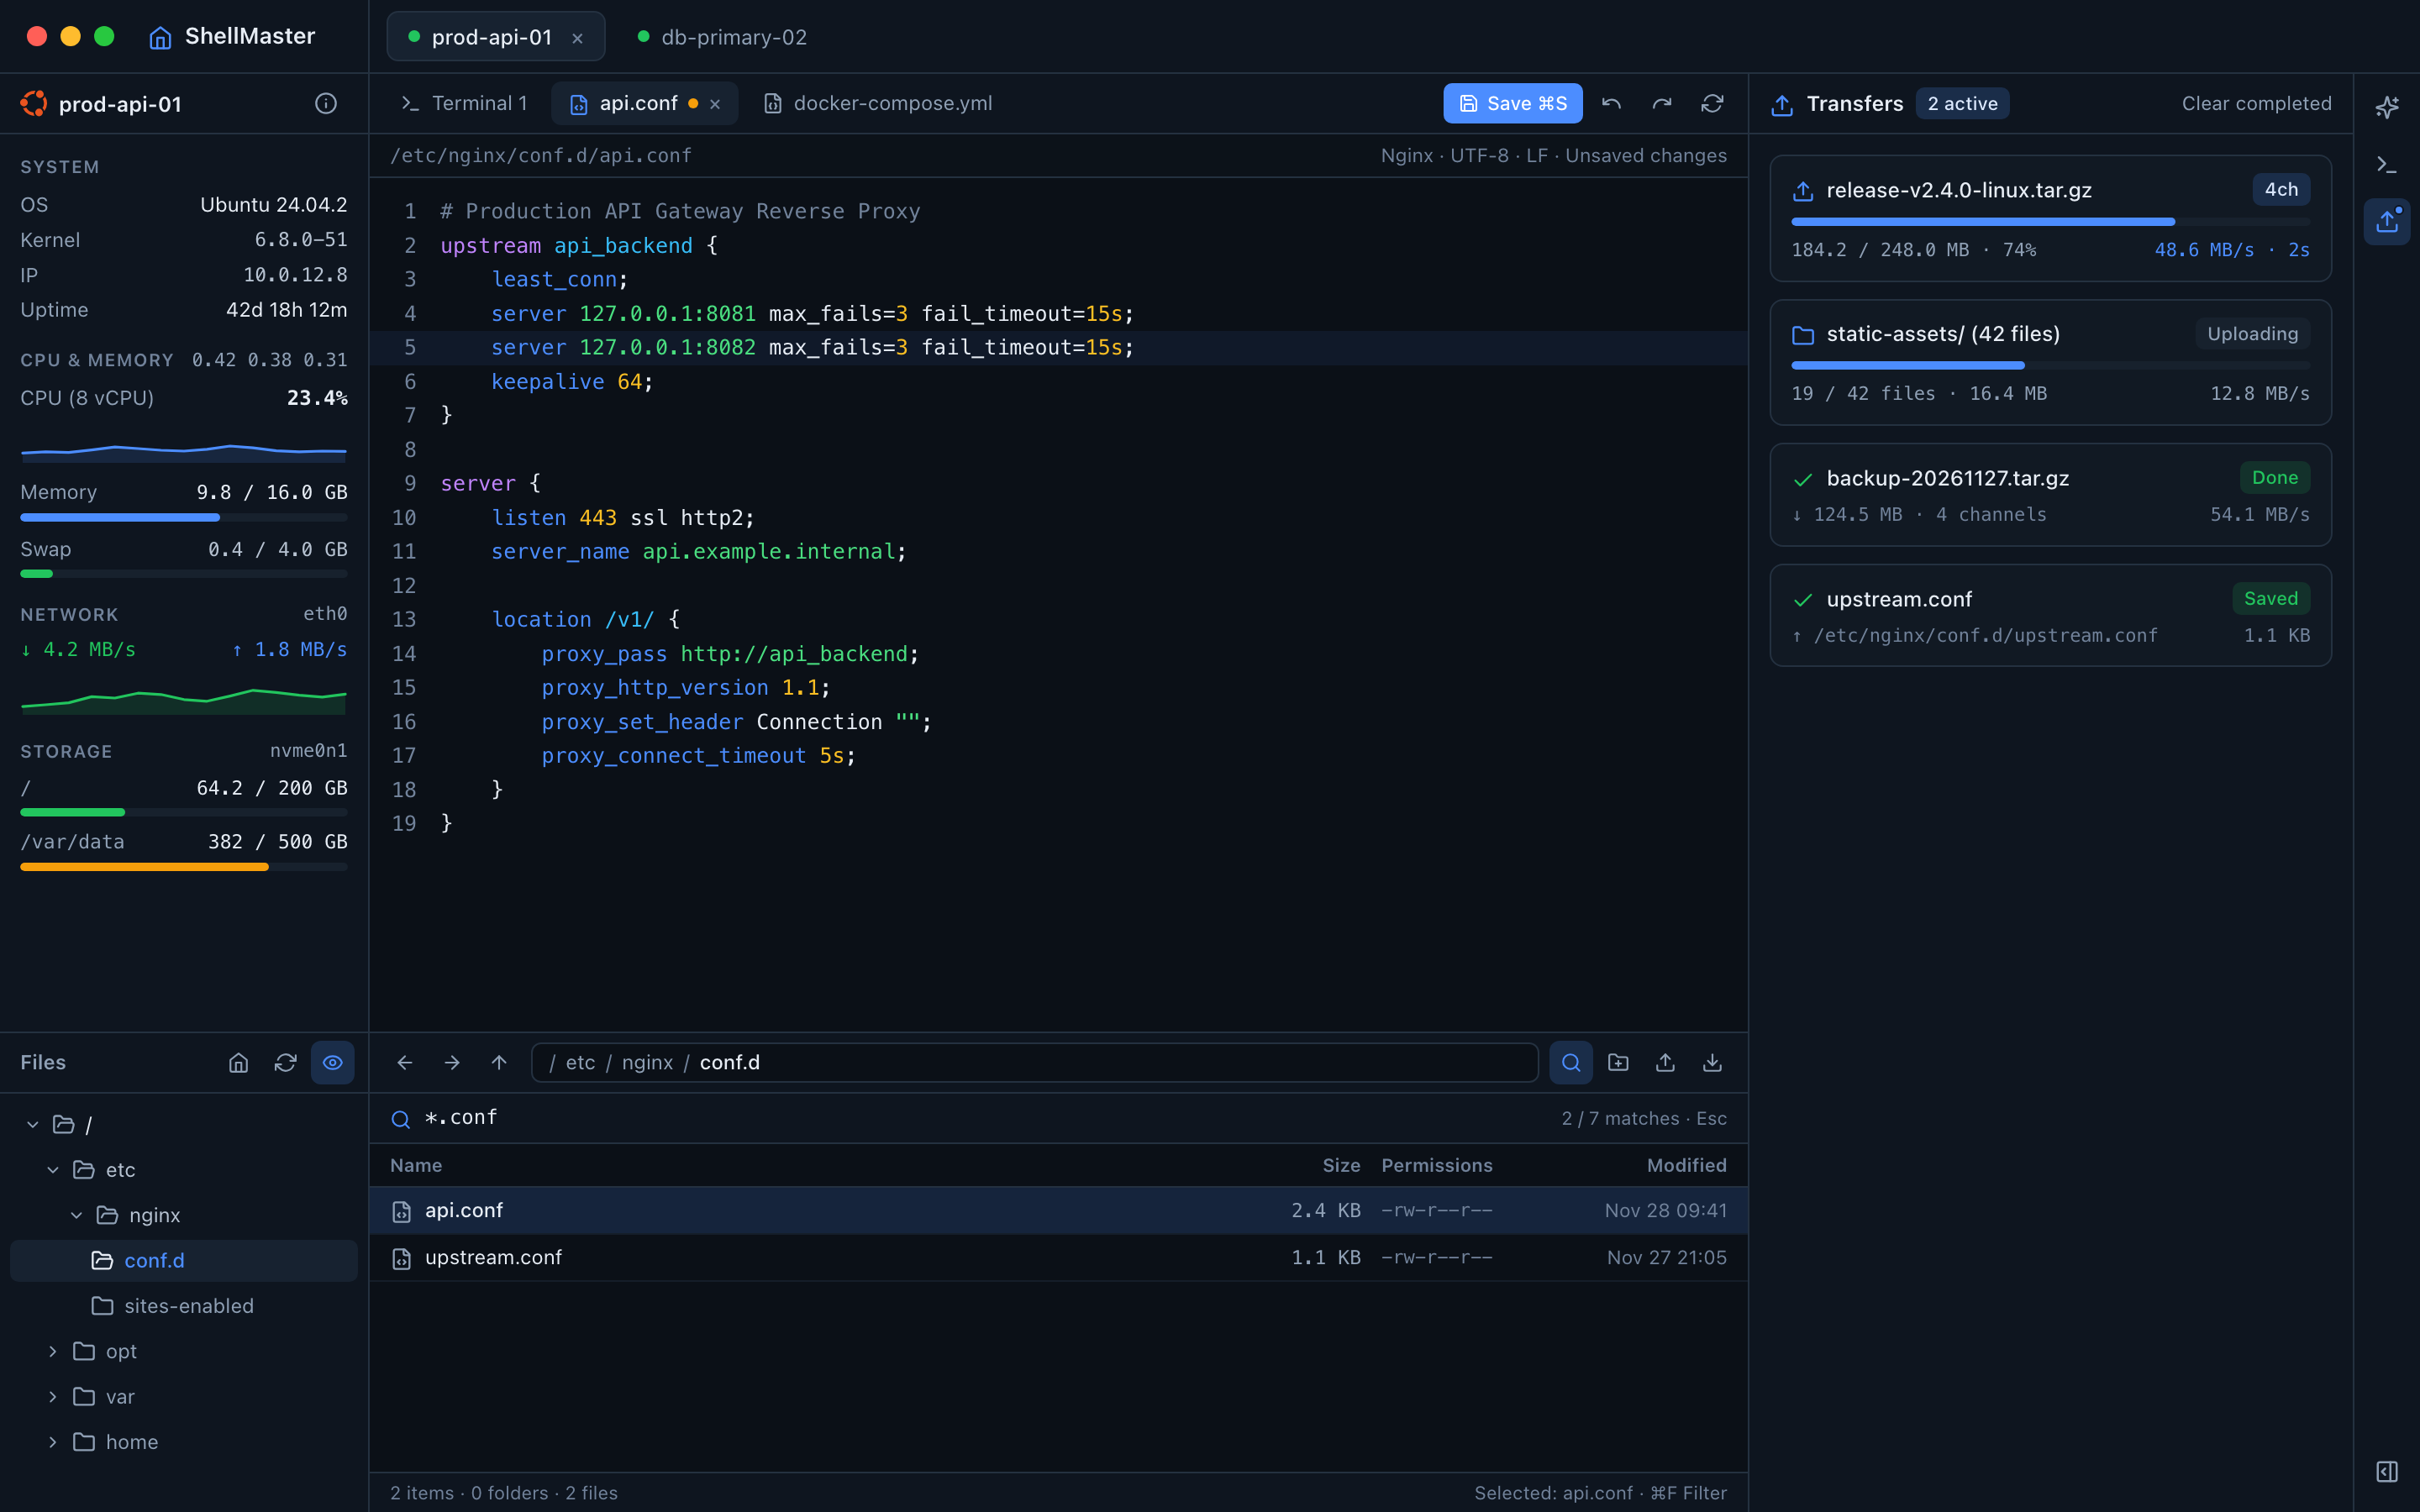 ShellMaster
prod-api-01 ×
db-primary-02
prod-api-01
SYSTEM
OS Ubuntu 24.04.2
Kernel 6.8.0-51
IP 10.0.12.8
Uptime 42d 18h 12m
CPU & MEMORY 0.42 0.38 0.31
CPU (8 vCPU) 23.4%
Memory 9.8 / 16.0 GB
Swap 0.4 / 4.0 GB
NETWORK eth0
↓ 4.2 MB/s ↑ 1.8 MB/s
STORAGE nvme0n1
/ 64.2 / 200 GB
/var/data 382 / 500 GB
Files
/
etc
nginx
conf.d
sites-enabled
opt
var
home
Terminal 1
api.conf ×
docker-compose.yml
Save ⌘S
/etc/nginx/conf.d/api.conf Nginx · UTF-8 · LF · Unsaved changes
1 # Production API Gateway Reverse Proxy
2 upstream api_backend {
3     least_conn;
4     server 127.0.0.1:8081 max_fails=3 fail_timeout=15s;
5     server 127.0.0.1:8082 max_fails=3 fail_timeout=15s;
6     keepalive 64;
7 }
8
9 server {
10     listen 443 ssl http2;
11     server_name api.example.internal;
12
13     location /v1/ {
14         proxy_pass http://api_backend;
15         proxy_http_version 1.1;
16         proxy_set_header Connection "";
17         proxy_connect_timeout 5s;
18     }
19 }
/ etc / nginx / conf.d
*.conf 2 / 7 matches · Esc
Name Size Permissions Modified
api.conf 2.4 KB -rw-r--r-- Nov 28 09:41
upstream.conf 1.1 KB -rw-r--r-- Nov 27 21:05
2 items · 0 folders · 2 files Selected: api.conf · ⌘F Filter
Transfers 2 active Clear completed
release-v2.4.0-linux.tar.gz 4ch
184.2 / 248.0 MB · 74% 48.6 MB/s · 2s
static-assets/ (42 files) Uploading
19 / 42 files · 16.4 MB 12.8 MB/s
backup-20261127.tar.gz Done
↓ 124.5 MB · 4 channels 54.1 MB/s
upstream.conf Saved
↑ /etc/nginx/conf.d/upstream.conf 1.1 KB